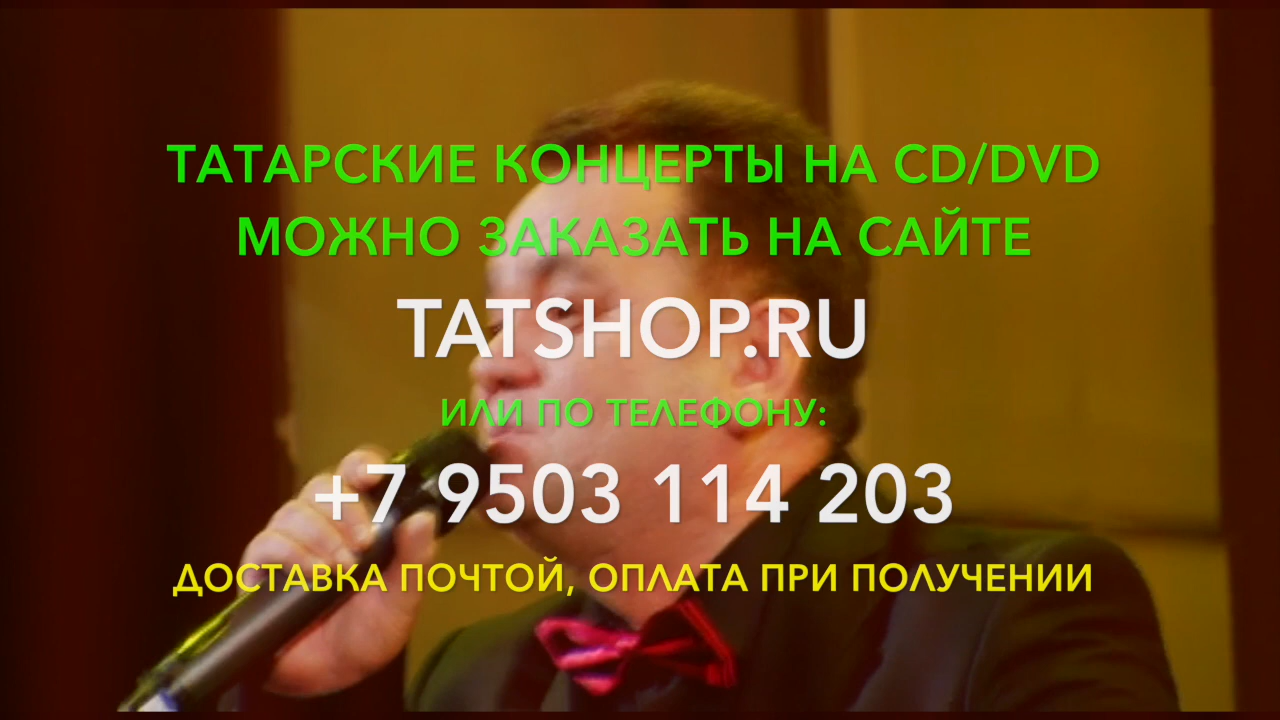 ТАТАРСКИЕ КОНЦЕРТЫ НА CD/DVD
МОЖНО ЗАКАЗАТЬ НА САЙТЕ
TATSHOP.RU
ИЛИ ПО ТЕЛЕФОНУ:
+7 9503 114 203
ДОСТАВКА ПОЧТОЙ, ОПЛАТА ПРИ ПОЛУЧЕНИИ